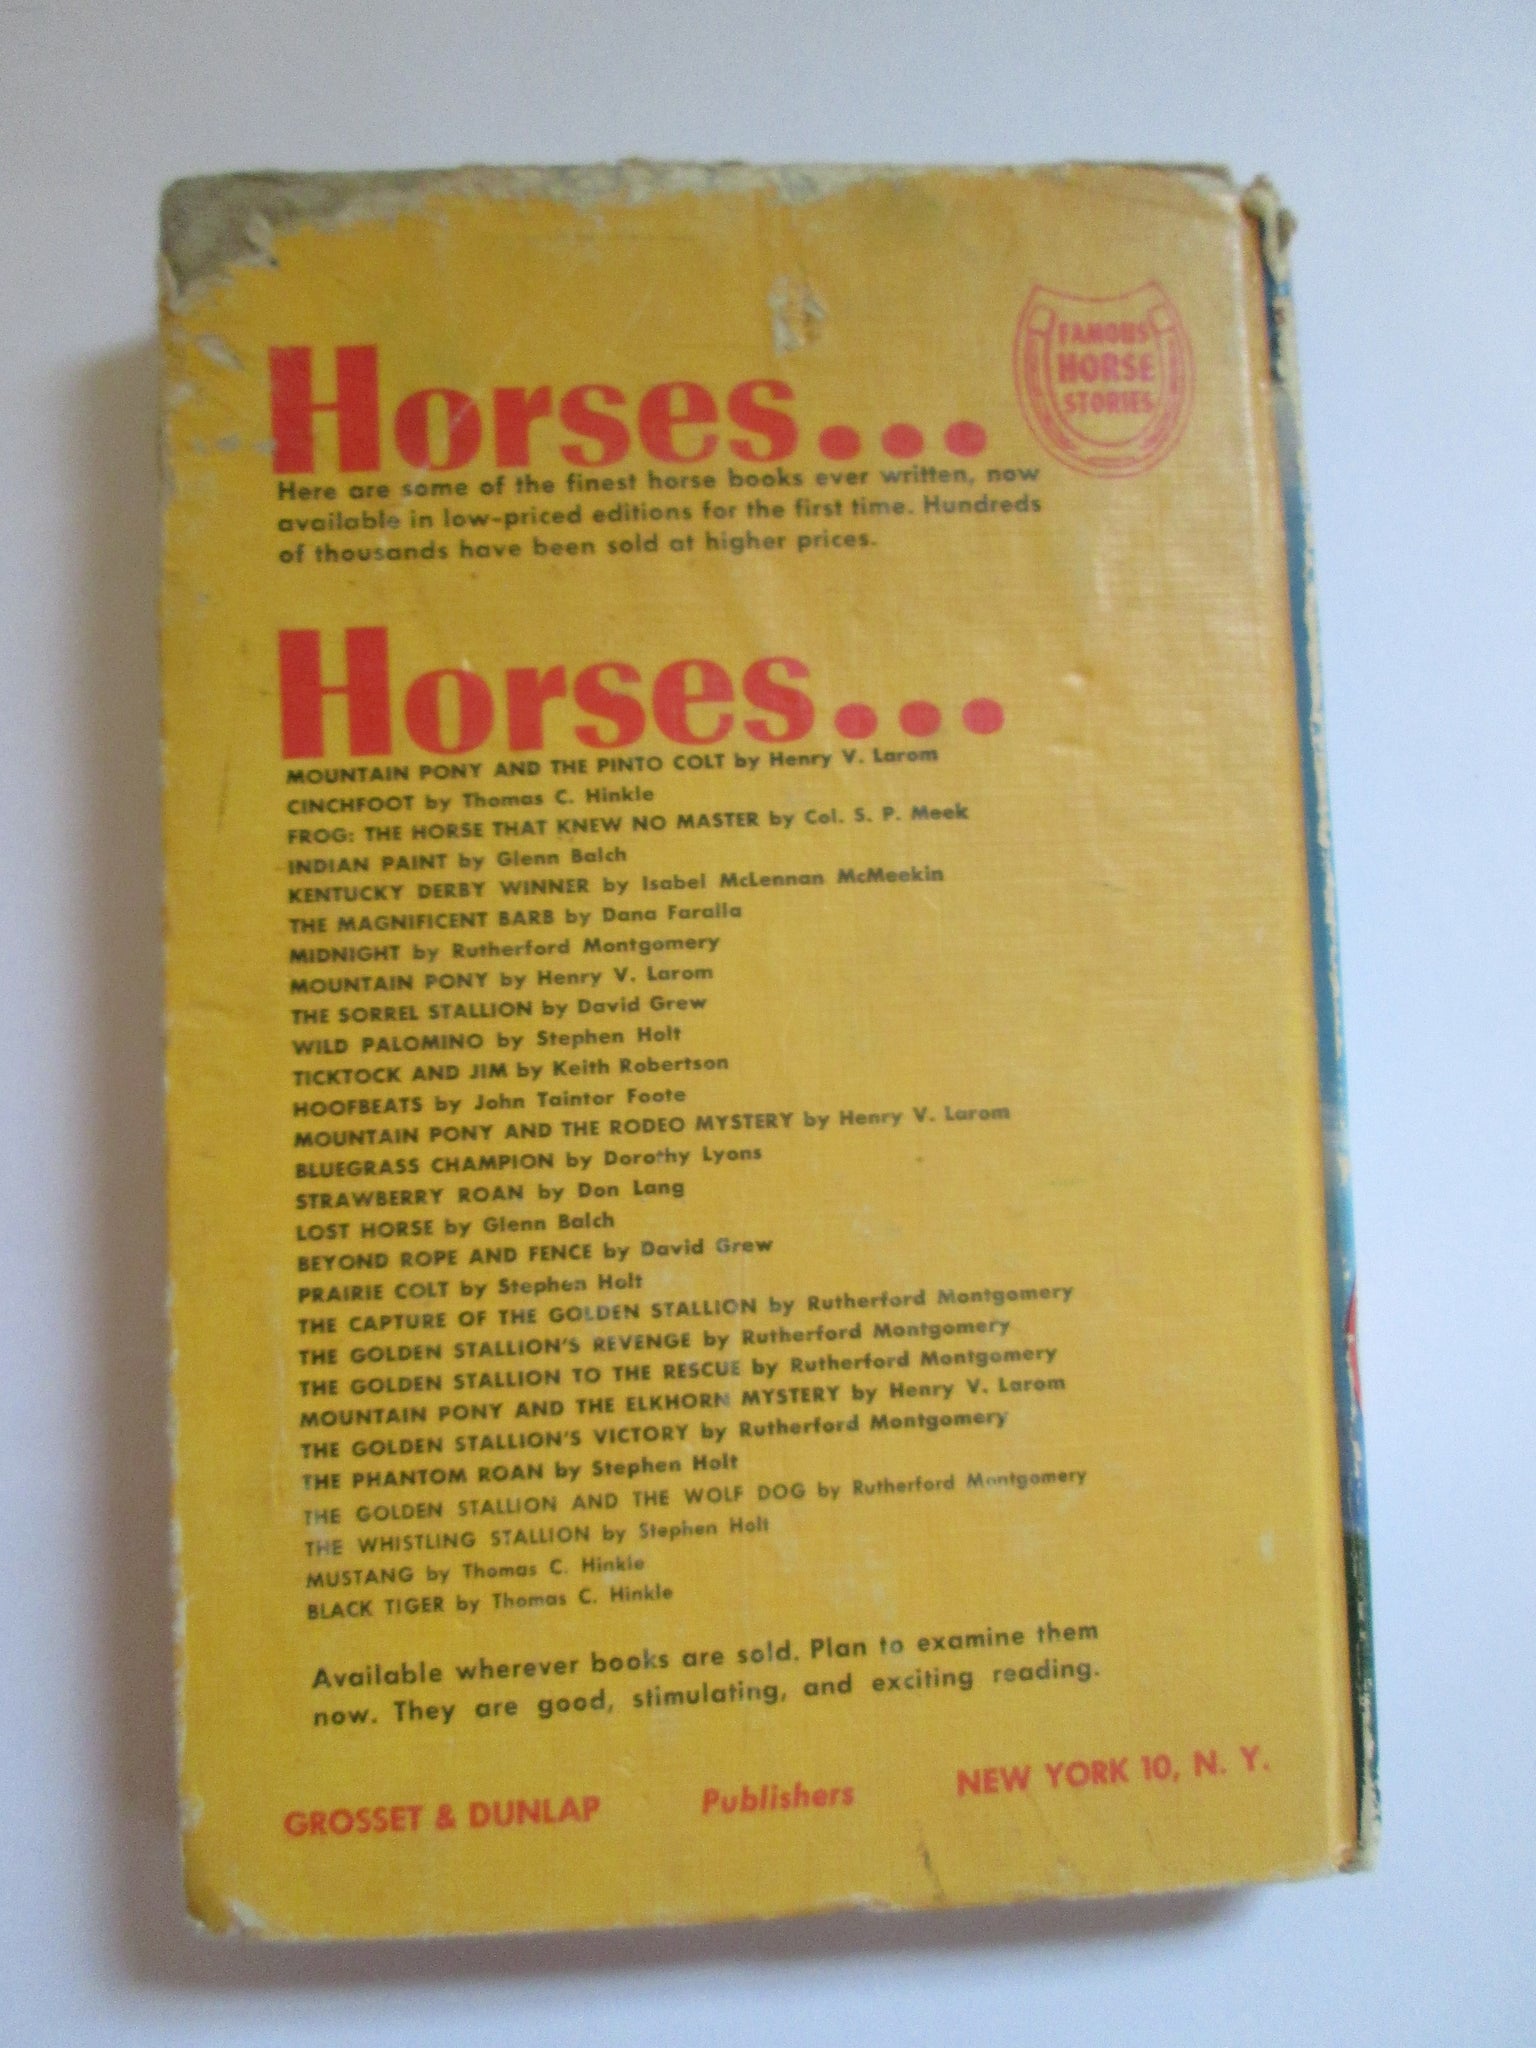 FAMOUS
HORSE
STORIES
Horses...
Here are some of the finest horse books ever written, now
available in low-priced editions for the first time. Hundreds
of thousands have been sold at higher prices.
Horses...
MOUNTAIN PONY AND THE PINTO COLT by Henry V. Larom
CINCHFOOT by Thomas C. Hinkle
FROG: THE HORSE THAT KNEW NO MASTER by Col. S. P. Meek
INDIAN PAINT by Glenn Balch
KENTUCKY DERBY WINNER by Isabel McLennan McMeekin
THE MAGNIFICENT BARB by Dana Faralla
MIDNIGHT by Rutherford Montgomery
MOUNTAIN PONY by Henry V. Larom
THE SORREL STALLION by David Grew
WILD PALOMINO by Stephen Holt
TICKTOCK AND JIM by Keith Robertson
HOOFBEATS by John Taintor Foote
MOUNTAIN PONY AND THE RODEO MYSTERY by Henry V. Larom
BLUEGRASS CHAMPION by Dorothy Lyons
STRAWBERRY ROAN by Don Lang
LOST HORSE by Glenn Balch
BEYOND ROPE AND FENCE by David Grew
PRAIRIE COLT by Stephen Holt
THE CAPTURE OF THE GOLDEN STALLION by Rutherford Montgomery
THE GOLDEN STALLION'S REVENGE by Rutherford Montgomery
THE GOLDEN STALLION TO THE RESCUE by Rutherford Montgomery
MOUNTAIN PONY AND THE ELKHORN MYSTERY by Henry V. Larom
THE GOLDEN STALLION'S VICTORY by Rutherford Montgomery
THE PHANTOM ROAN by Stephen Holt
THE GOLDEN STALLION AND THE WOLF DOG by Rutherford Montgomery
THE WHISTLING STALLION by Stephen Holt
MUSTANG by Thomas C. Hinkle
BLACK TIGER by Thomas C. Hinkle
Available wherever books are sold. Plan to examine them
now. They are good, stimulating, and exciting reading.
GROSSET & DUNLAP Publishers NEW YORK 10, N. Y.